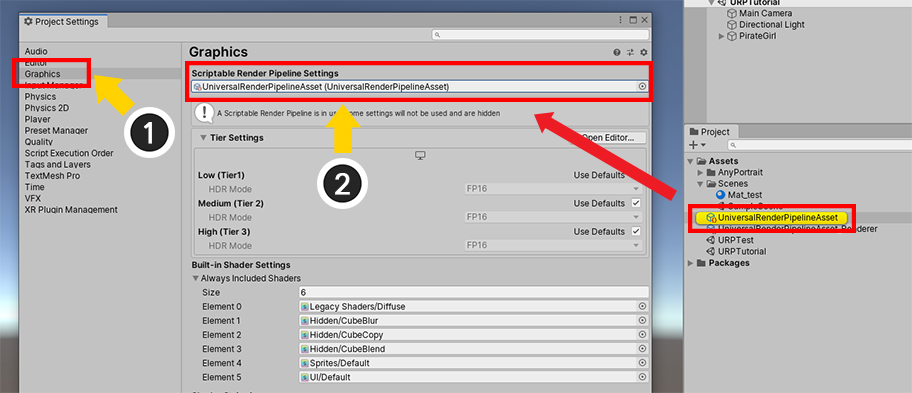 Project Settings
Audio
Editor
Graphics
Input Manager
Physics
Physics 2D
Player
Preset Manager
Quality
Script Execution Order
Tags and Layers
TextMesh Pro
Time
VFX
XR Plugin Management
1
Graphics
Scriptable Render Pipeline Settings
UniversalRenderPipelineAsset (UniversalRenderPipelineAsset)
A Scriptable Render Pipeline is in use, some settings will not be used and are hidden
2
Tier Settings
Open Editor...
Low (Tier1)
Use Defaults
HDR Mode
FP16
Medium (Tier 2)
Use Defaults
HDR Mode
FP16
High (Tier 3)
Use Defaults
HDR Mode
FP16
Built-in Shader Settings
Always Included Shaders
Size
6
Element 0
Legacy Shaders/Diffuse
Element 1
Hidden/CubeBlur
Element 2
Hidden/CubeCopy
Element 3
Hidden/CubeBlend
Element 4
Sprites/Default
Element 5
UI/Default
URPTutorial
Main Camera
Directional Light
PirateGirl
Project
Assets
AnyPortrait
Scenes
Mat_test
SampleScene
UniversalRenderPipelineAsset
UniversalRenderPipelineAsset_Renderer
URPTest
URPTutorial
Packages